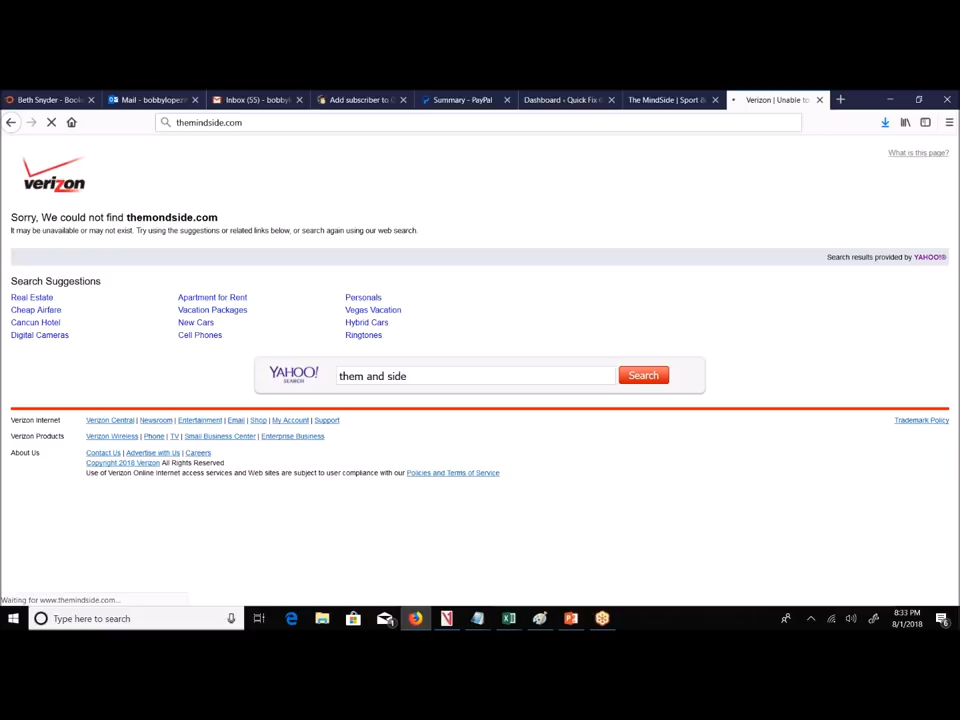 Beth Snyder - Book Mail - bobbylopez Inbox (55) - bobby Add subscriber to C Summary - PayPal Dashboard ‹ Quick Fix The MindSide | Sport & Verizon | Unable to
themindside.com
What is this page?
verizon
Sorry, We could not find themondside.com
It may be unavailable or may not exist. Try using the suggestions or related links below, or search again using our web search.
Search results provided by YAHOO!®
Search Suggestions
Real Estate Apartment for Rent Personals
Cheap Airfare Vacation Packages Vegas Vacation
Cancun Hotel New Cars Hybrid Cars
Digital Cameras Cell Phones Ringtones
YAHOO! SEARCH them and side Search
Verizon Internet Verizon Central | Newsroom | Entertainment | Email | Shop | My Account | Support Trademark Policy
Verizon Products Verizon Wireless | Phone | TV | Small Business Center | Enterprise Business
About Us Contact Us | Advertise with Us | Careers
Copyright 2018 Verizon All Rights Reserved
Use of Verizon Online internet access services and Web sites are subject to user compliance with our Policies and Terms of Service
Waiting for www.themindside.com...
Type here to search
8:33 PM
8/1/2018